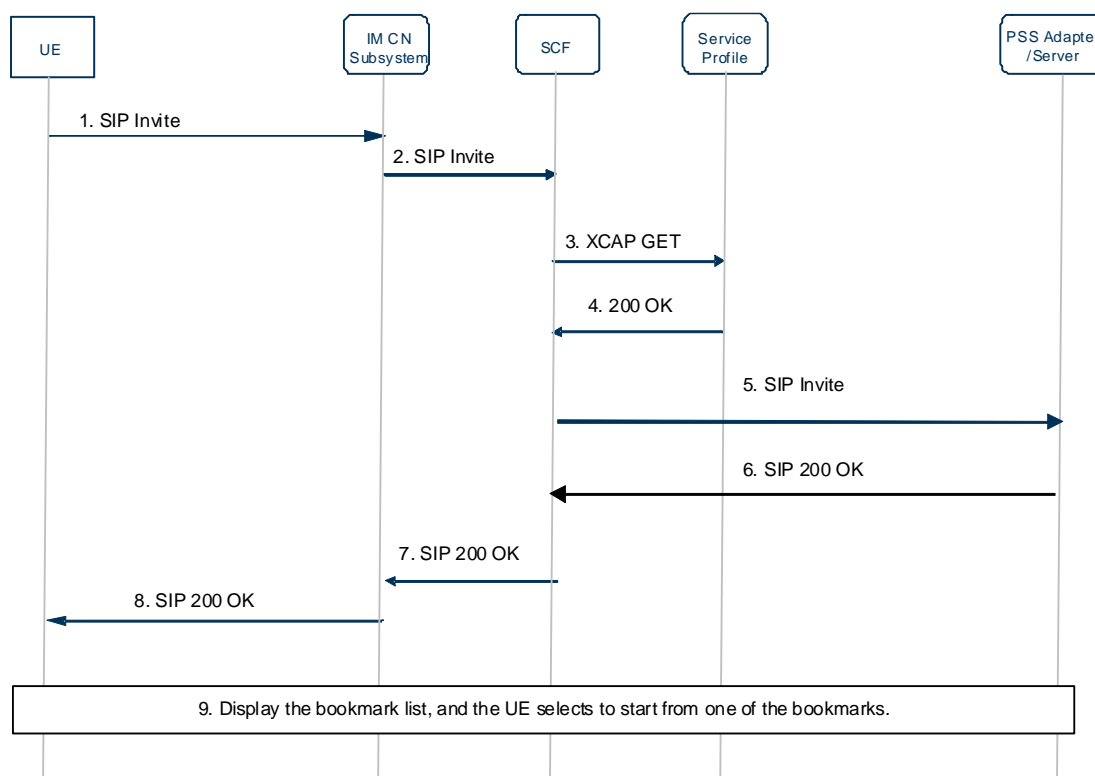 UE
IM CN
Subsystem
SCF
Service
Profile
PSS Adapte
/Server
1. SIP Invite
2. SIP Invite
3. XCAP GET
4. 200 OK
5. SIP Invite
6. SIP 200 OK
7. SIP 200 OK
8. SIP 200 OK
9. Display the bookmark list, and the UE selects to start from one of the bookmarks.